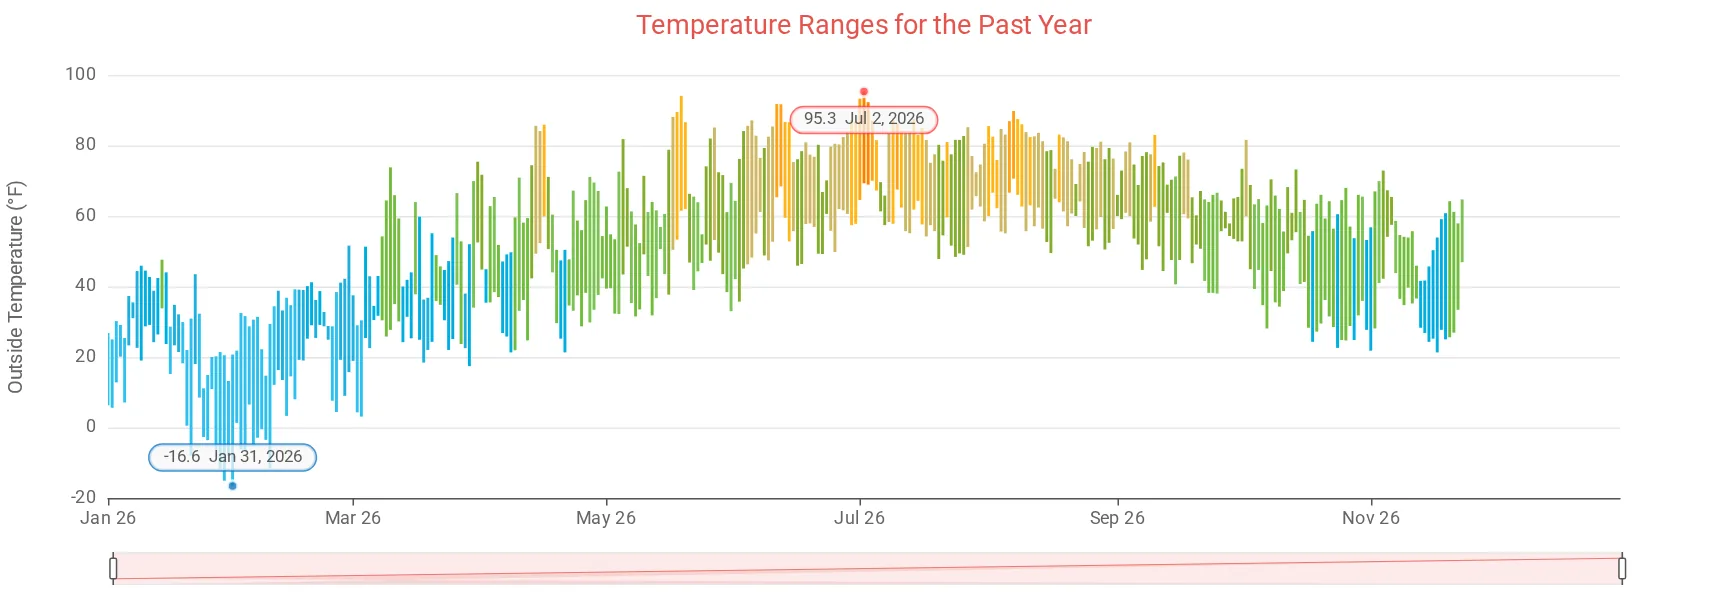 Temperature Ranges for the Past Year
Outside Temperature (°F)
100
80
60
40
20
0
-20
95.3 Jul 2, 2026
-16.6 Jan 31, 2026
Jan 26
Mar 26
May 26
Jul 26
Sep 26
Nov 26